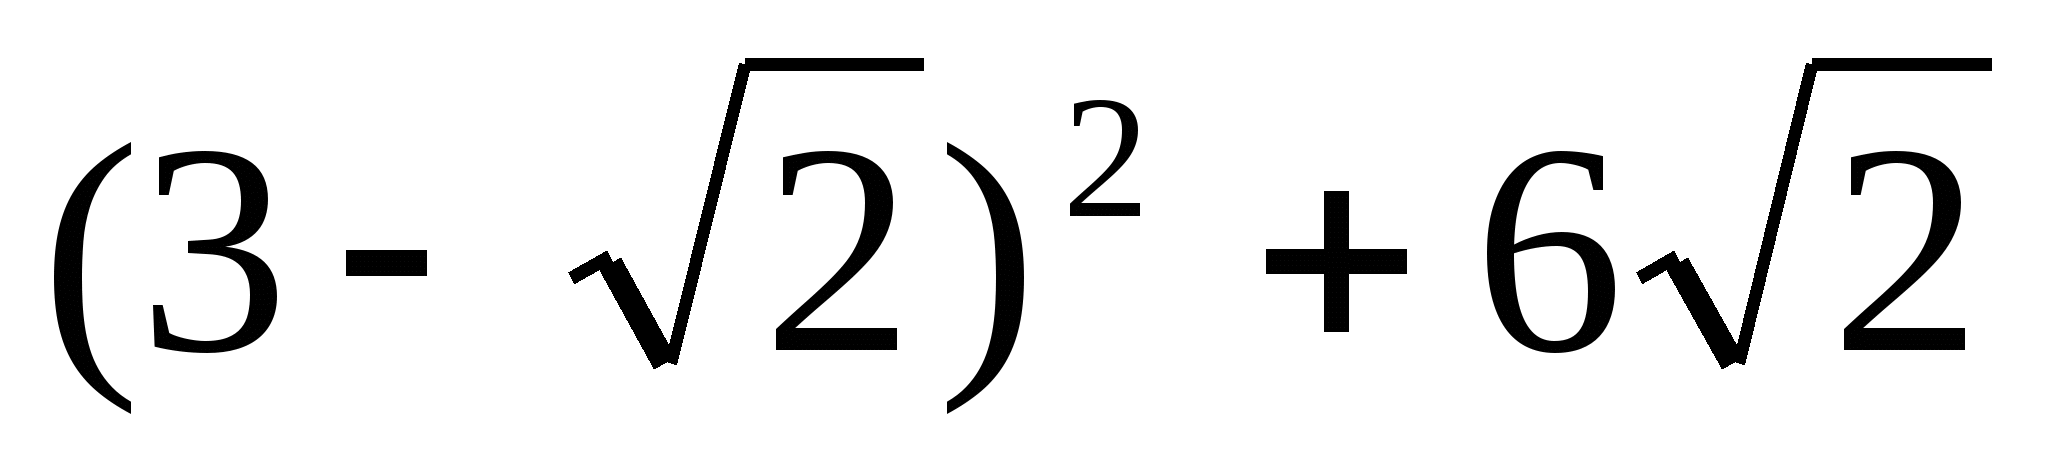 (3 - √2)² + 6√2